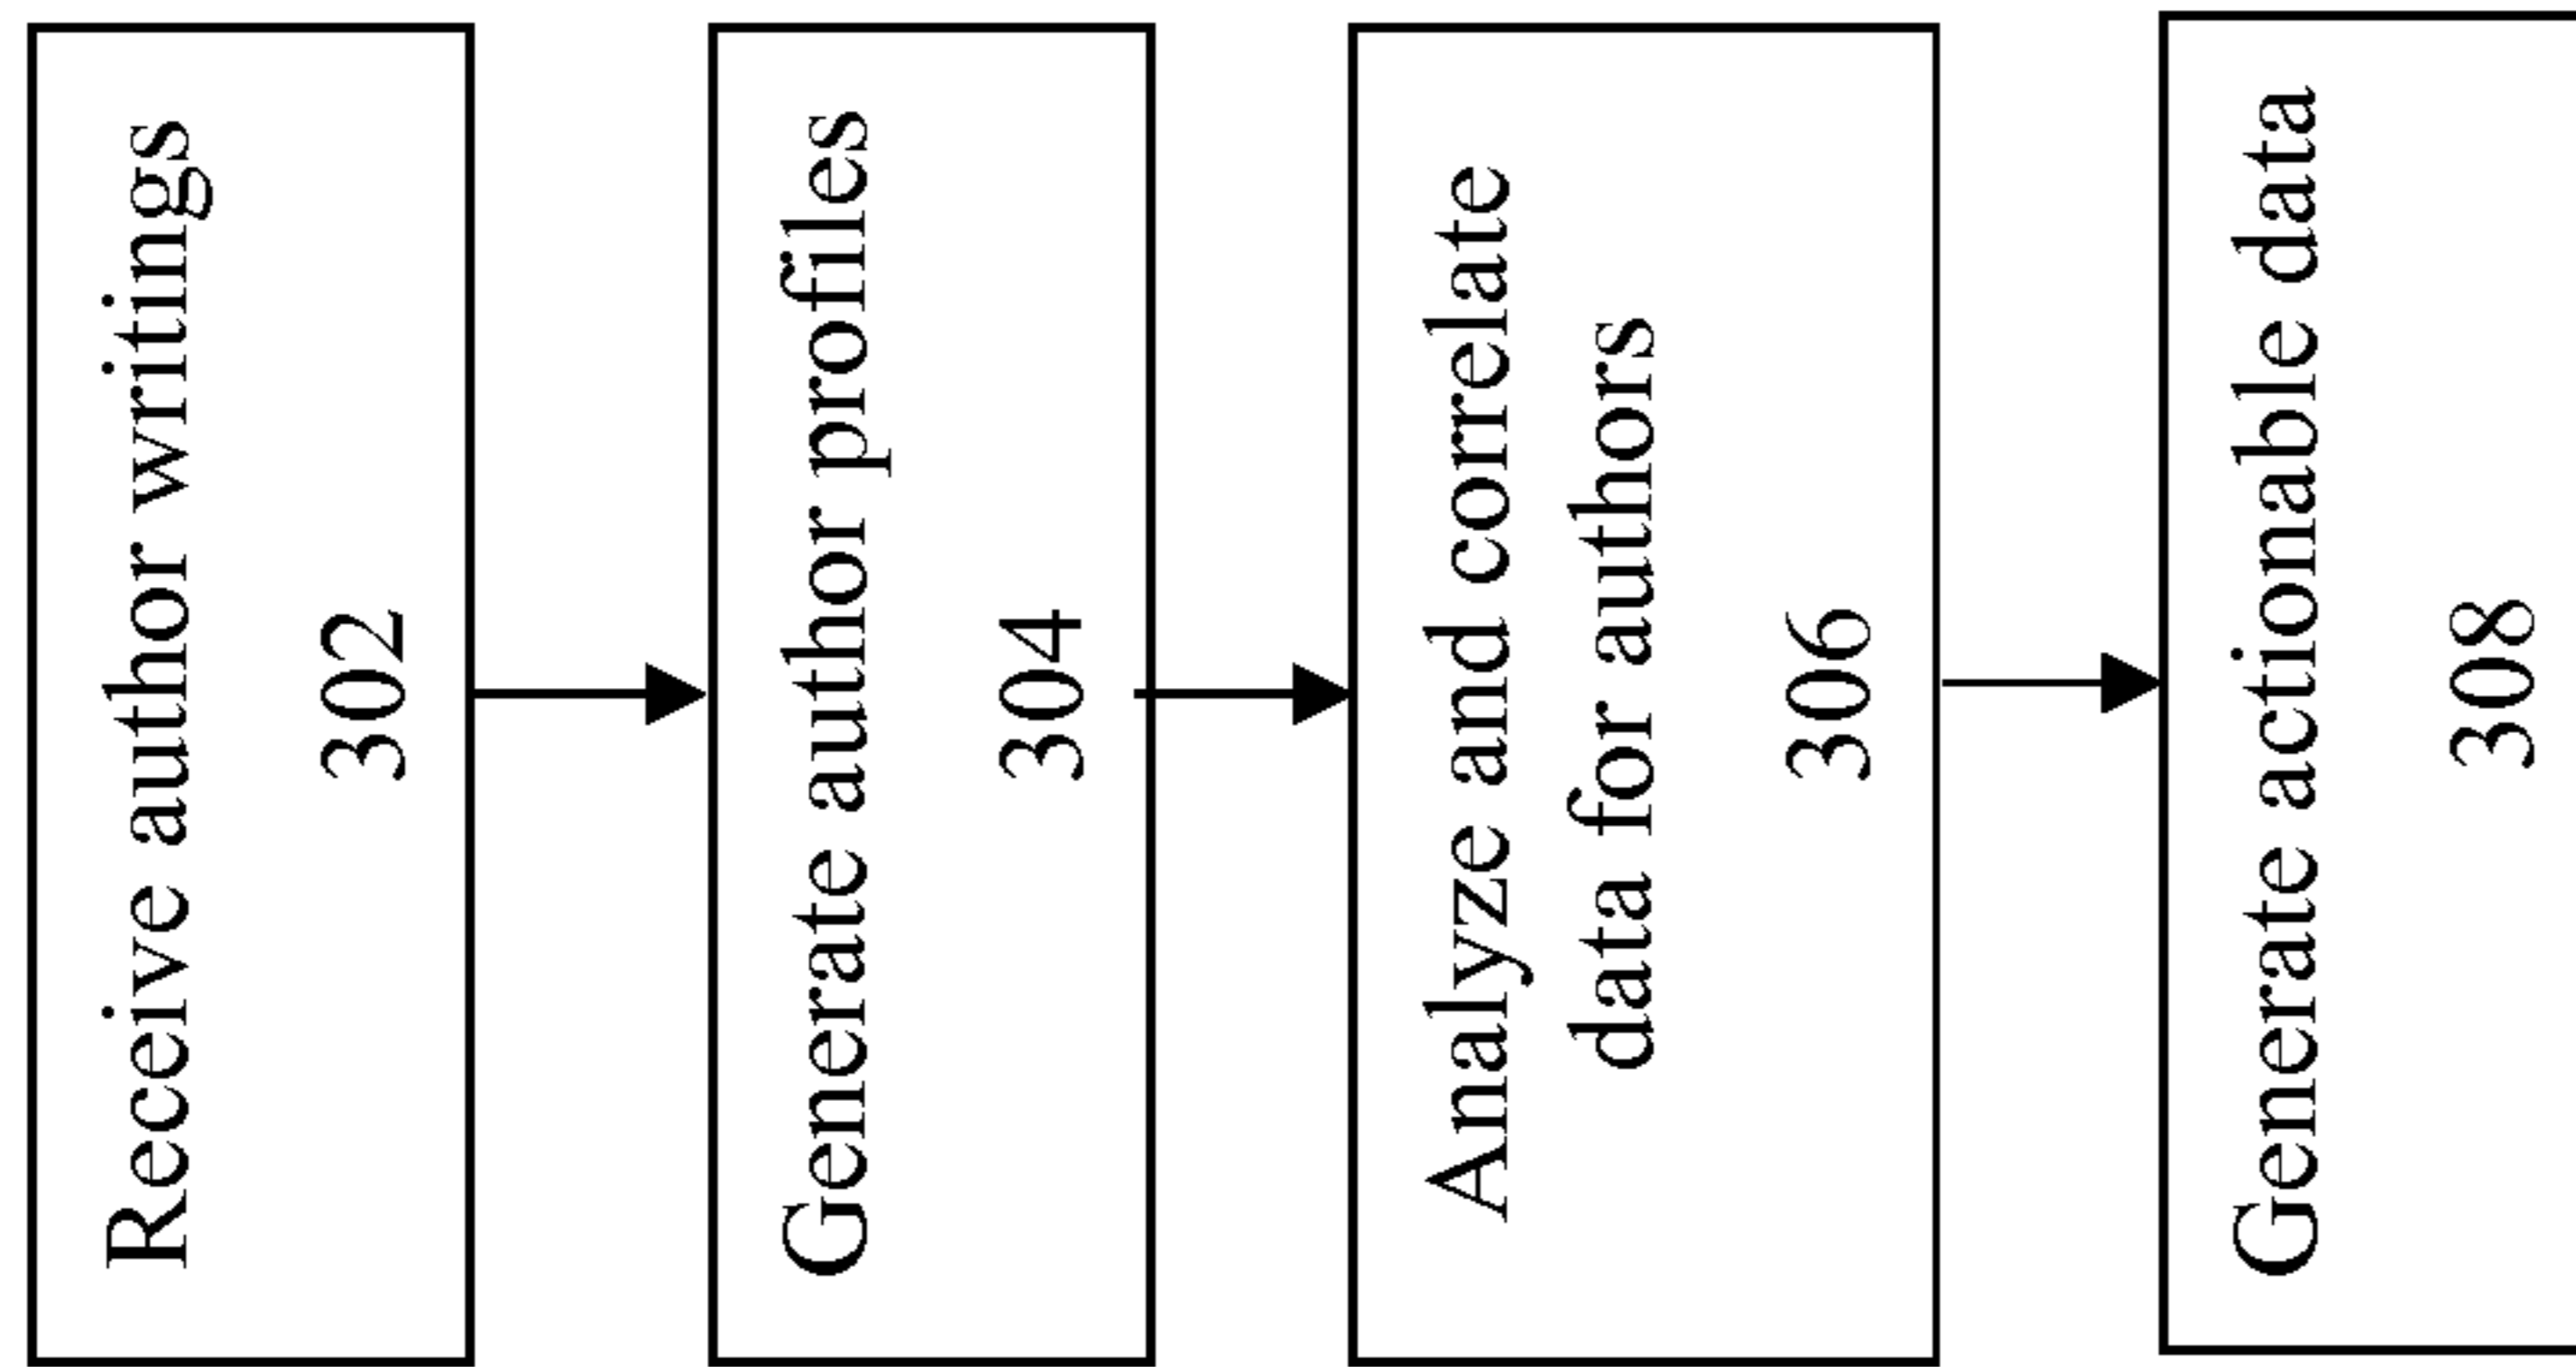 Receive author writings
302
Generate author profiles
304
Analyze and correlate
data for authors
306
Generate actionable data
308